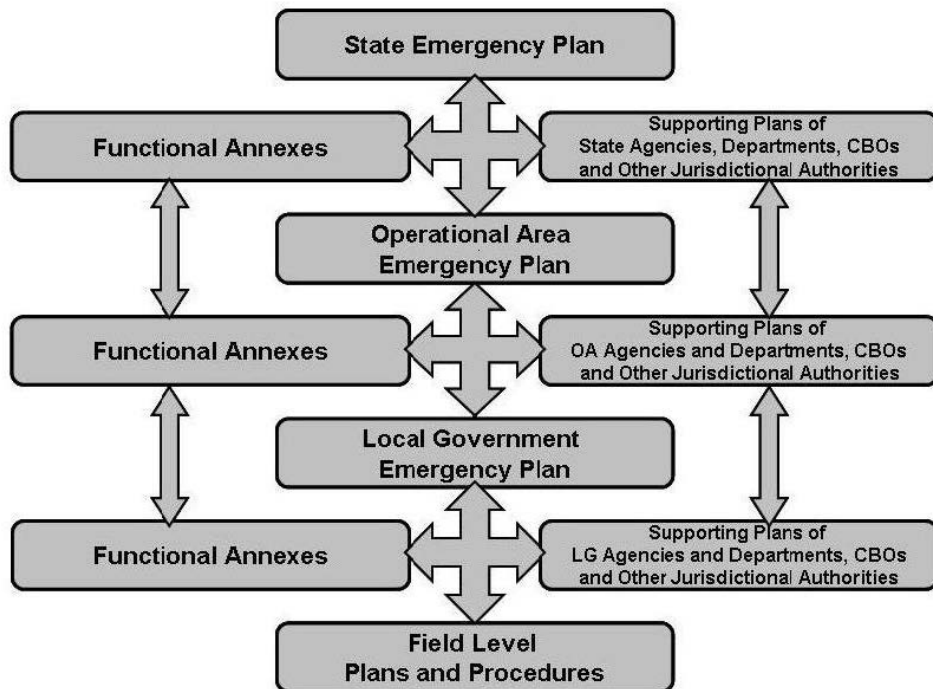 State Emergency Plan
Functional Annexes
Supporting Plans of
State Agencies, Departments, CBOs
and Other Jurisdictional Authorities
Operational Area
Emergency Plan
Functional Annexes
Supporting Plans of
OA Agencies and Departments, CBOs
and Other Jurisdictional Authorities
Local Government
Emergency Plan
Functional Annexes
Supporting Plans of
LG Agencies and Departments, CBOs
and Other Jurisdictional Authorities
Field Level
Plans and Procedures